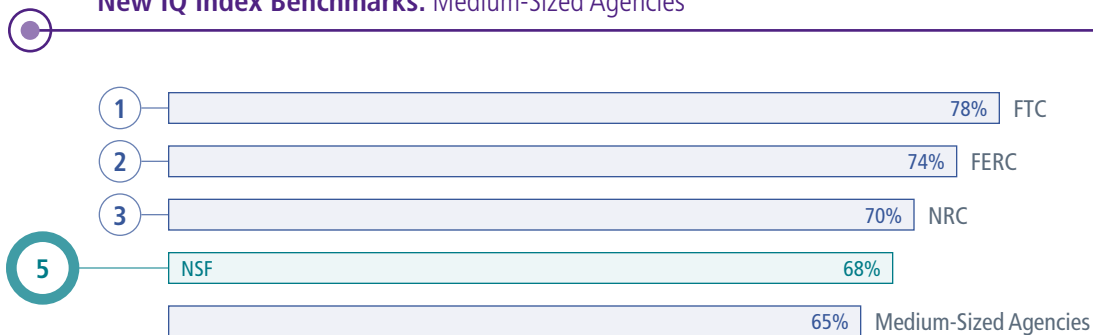 New IQ Index Benchmarks: Medium-Sized Agencies
1 78% FTC
2 74% FERC
3 70% NRC
5 NSF 68%
65% Medium-Sized Agencies